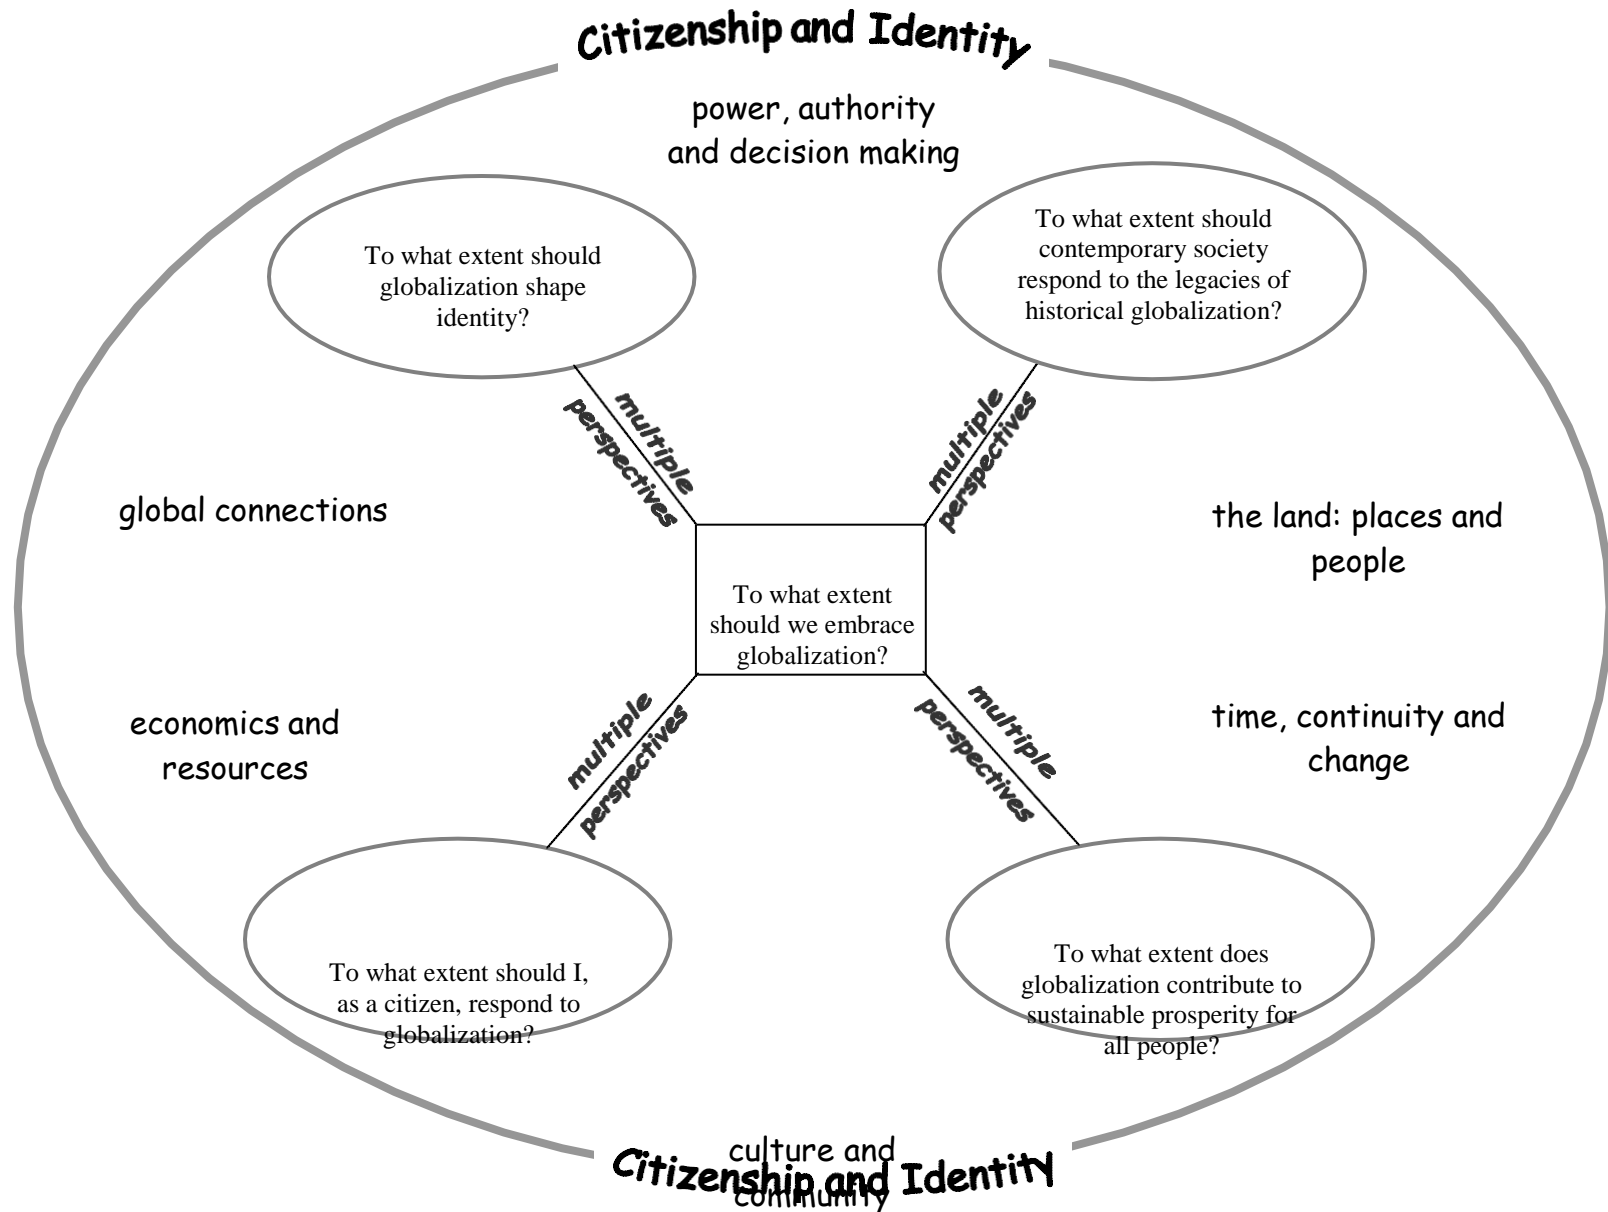 Citizenship and Identity
power, authority
and decision making
To what extent should
globalization shape
identity?
To what extent should
contemporary society
respond to the legacies of
historical globalization?
multiple
perspectives
multiple
perspectives
global connections
the land: places and
people
To what extent
should we embrace
globalization?
economics and
resources
multiple
perspectives
multiple
perspectives
time, continuity and
change
To what extent should I,
as a citizen, respond to
globalization?
To what extent does
globalization contribute to
sustainable prosperity for
all people?
culture and
community
Citizenship and Identity